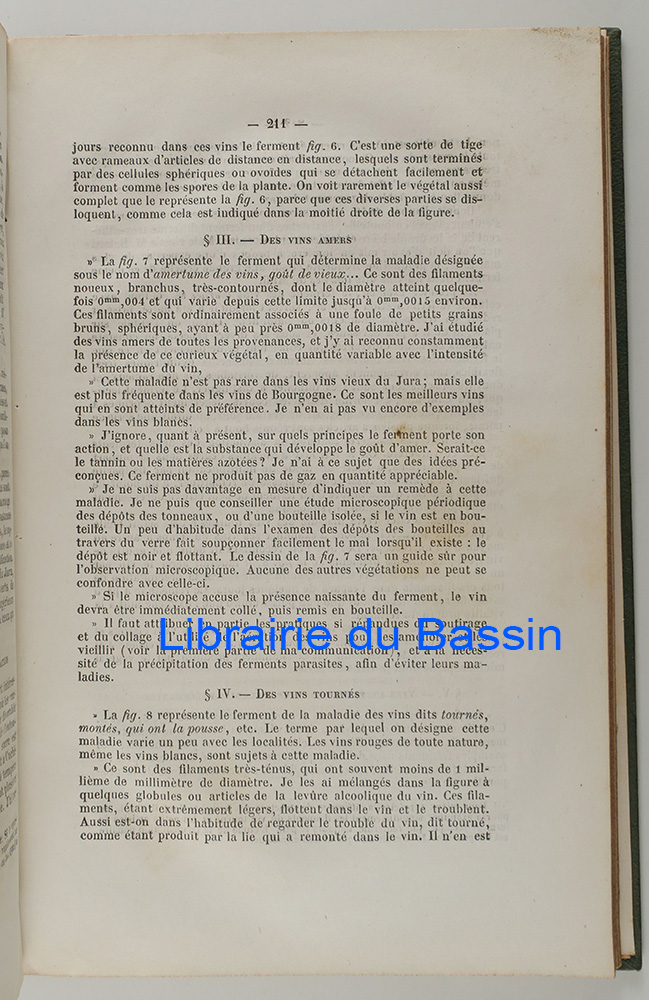 — 211 —
jours reconnu dans ces vins le ferment fig. 6. C'est une sorte de tige
avec rameaux d'articles de distance en distance, lesquels sont terminés
par des cellules sphériques ou ovoïdes qui se détachent facilement et
forment comme les spores de la plante. On voit rarement le végétal aussi
complet que le représente la fig. 6, parce que ces diverses parties se dis-
loquent, comme cela est indiqué dans la moitié droite de la figure.
§ III. — DES VINS AMERS
» La fig. 7 représente le ferment qui détermine la maladie désignée
sous le nom d'amertume des vins, goût de vieux... Ce sont des filaments
noueux, branchus, très-contournés, dont le diamètre atteint quelque-
fois 0mm,004 et qui varie depuis cette limite jusqu'à 0mm,0015 environ.
Ces filaments sont ordinairement associés à une foule de petits grains
bruns, sphériques, ayant à peu près 0mm,0018 de diamètre. J'ai étudié
des vins amers de toutes les provenances, et j'y ai reconnu constamment
la présence de ce curieux végétal, en quantité variable avec l'intensité
de l'amertume du vin,
» Cette maladie n'est pas rare dans les vins vieux du Jura; mais elle
est plus fréquente dans les vins de Bourgogne. Ce sont les meilleurs vins
qui en sont atteints de préférence. Je n'en ai pas vu encore d'exemples
dans les vins blancs.
» J'ignore, quant à présent, sur quels principes le ferment porte son
action, et quelle est la substance qui développe le goût d'amer. Serait-ce
le tannin ou les matières azotées? Je n'ai à ce sujet que des idées pré-
conçues. Ce ferment ne produit pas de gaz en quantité appréciable.
» Je ne suis pas davantage en mesure d'indiquer un remède à cette
maladie. Je ne puis que conseiller une étude microscopique périodique
des dépôts des tonneaux, ou d'une bouteille isolée, si le vin est en bou-
teille. Un peu d'habitude dans l'examen des dépôts des bouteilles au
travers du verre fait soupçonner facilement le mal lorsqu'il existe : le
dépôt est noir et flottant. Le dessin de la fig. 7 sera un guide sûr pour
l'observation microscopique. Aucune des autres végétations ne peut se
confondre avec celle-ci.
» Si le microscope accuse la présence naissante du ferment, le vin
devra être immédiatement collé, puis remis en bouteille.
» Il faut attribuer en partie les pratiques si répandues du soutirage
et du collage à l'utilité de l'aération des vins pour les améliorer et les
vieillir (voir la première partie de ma communication), et à la néces-
sité de la précipitation des ferments parasites, afin d'éviter leurs ma-
ladies.
Librairie du Bassin
§ IV. — DES VINS TOURNÉS
» La fig. 8 représente le ferment de la maladie des vins dits tournés,
montés, qui ont la pousse, etc. Le terme par lequel on désigne cette
maladie varie un peu avec les localités. Les vins rouges de toute nature,
même les vins blancs, sont sujets à cette maladie.
» Ce sont des filaments très-ténus, qui ont souvent moins de 1 mil-
lième de millimètre de diamètre. Je les ai mélangés dans la figure à
quelques globules ou articles de la levûre alcoolique du vin. Ces fila-
ments, étant extrêmement légers, flottent dans le vin et le troublent.
Aussi est-on dans l'habitude de regarder le trouble du vin, dit tourné,
comme étant produit par la lie qui a remonté dans le vin. Il n'en est